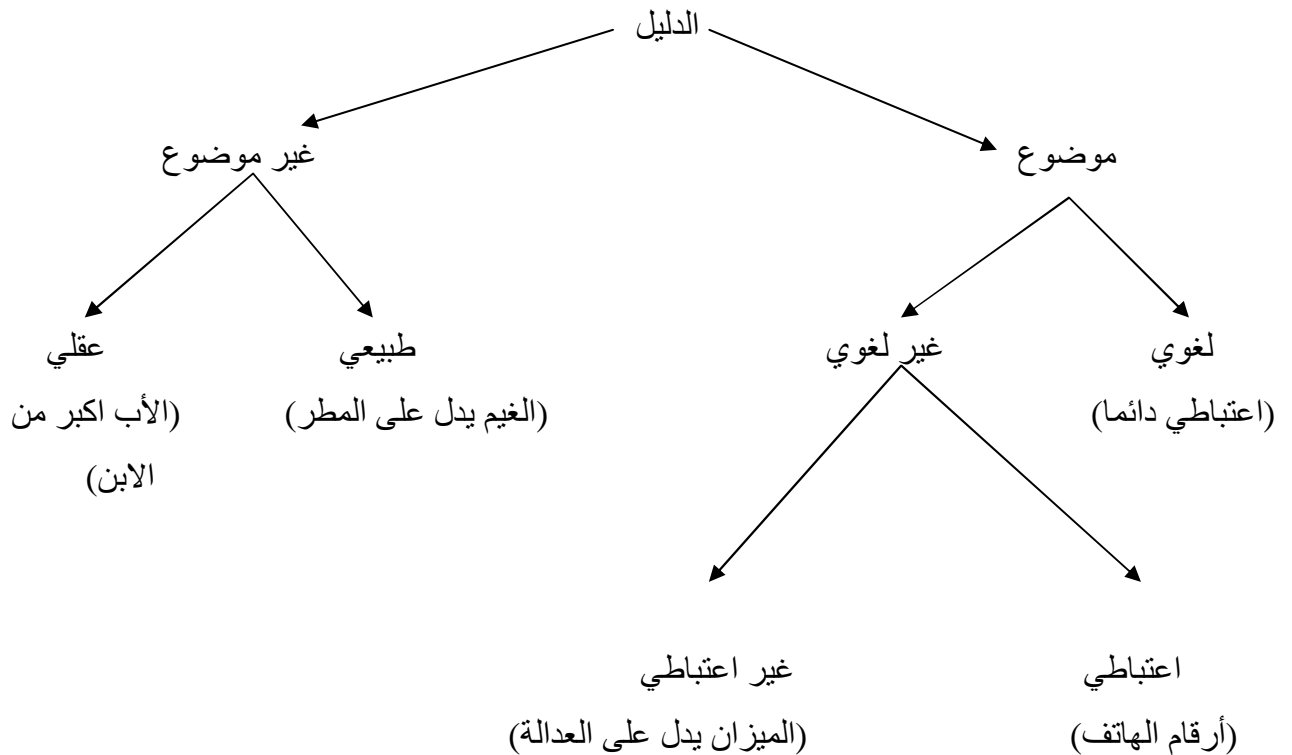 الدليل
موضوع
غير موضوع
لغوي
غير لغوي
طبيعي
عقلي
(اعتباطي دائما)
(الغيم يدل على المطر)
(الأب اكبر من
الابن)
اعتباطي
غير اعتباطي
(أرقام الهاتف)
(الميزان يدل على العدالة)